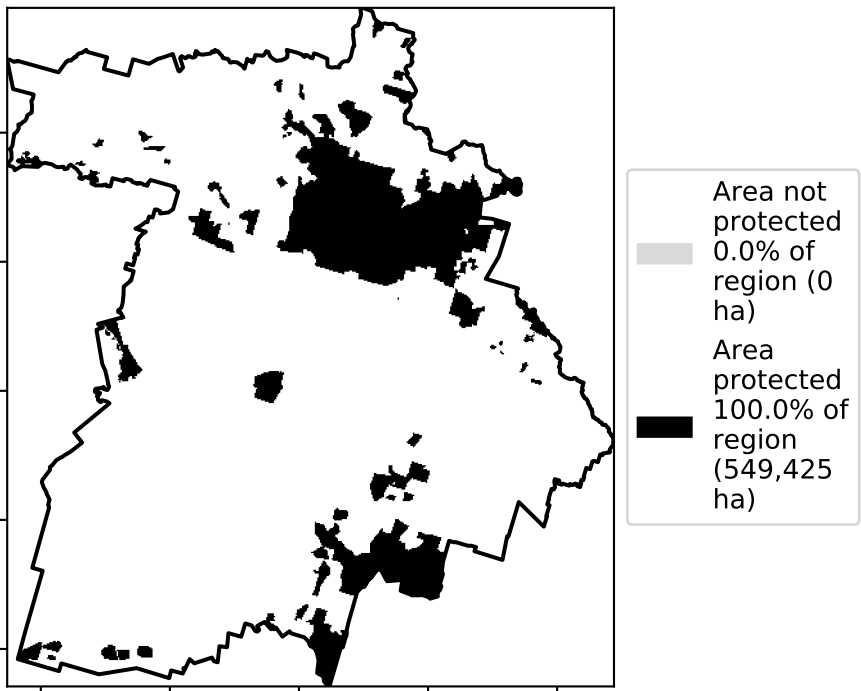 Area not
protected
0.0% of
region (0
ha)
Area
protected
100.0% of
region
(549,425
ha)